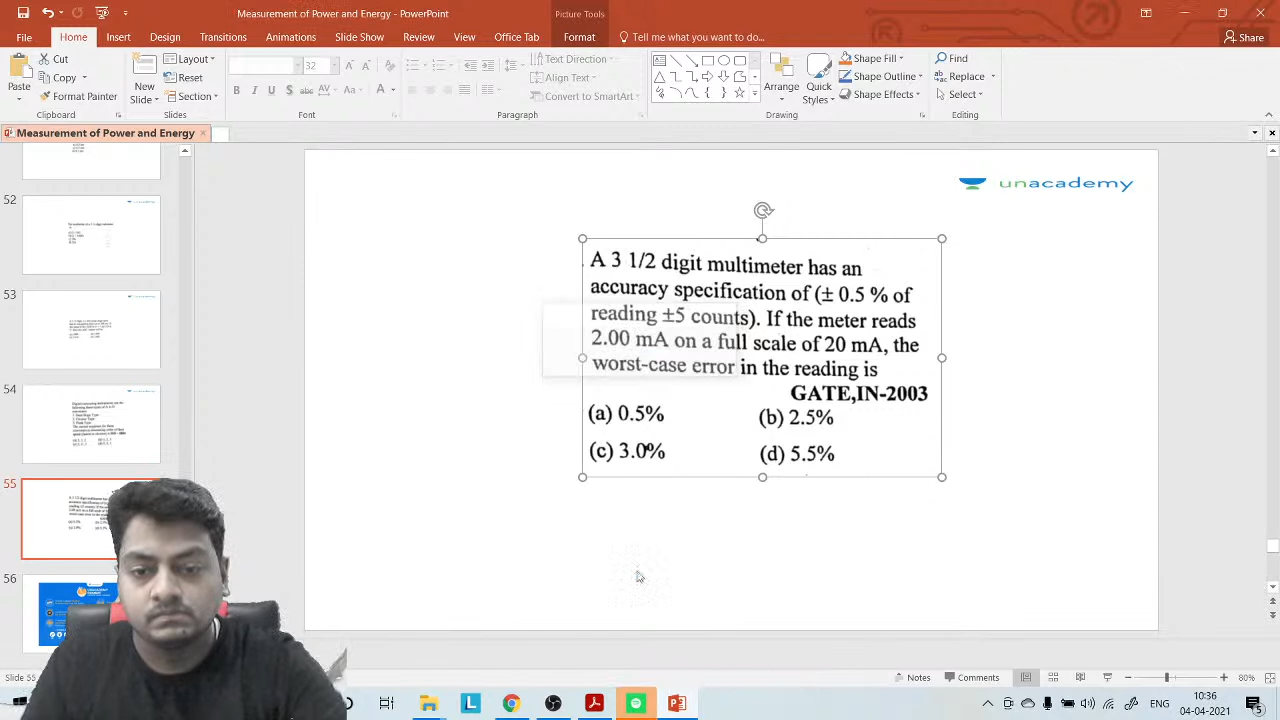 Measurement of Power and Energy - PowerPoint
Picture Tools
File Home Insert Design Transitions Animations Slide Show Review View Office Tab Format Tell me what you want to do... Share
Cut
Copy
Format Painter
Paste
Clipboard
New
Slide
Layout
Reset
Section
Slides
32
B I U S abc AV Aa A
Font
Text Direction
Align Text
Convert to SmartArt
Paragraph
Arrange
Quick
Styles
Shape Fill
Shape Outline
Shape Effects
Drawing
Find
Replace
Select
Editing
Measurement of Power and Energy
52
53
54
55
56
unacademy
A 3 1/2 digit multimeter has an
accuracy specification of (± 0.5 % of
reading ±5 counts). If the meter reads
2.00 mA on a full scale of 20 mA, the
worst-case error in the reading is
GATE,IN-2003
(a) 0.5% (b) 2.5%
(c) 3.0% (d) 5.5%
Slide 55
Notes Comments 80%
10:36
04-04-2021